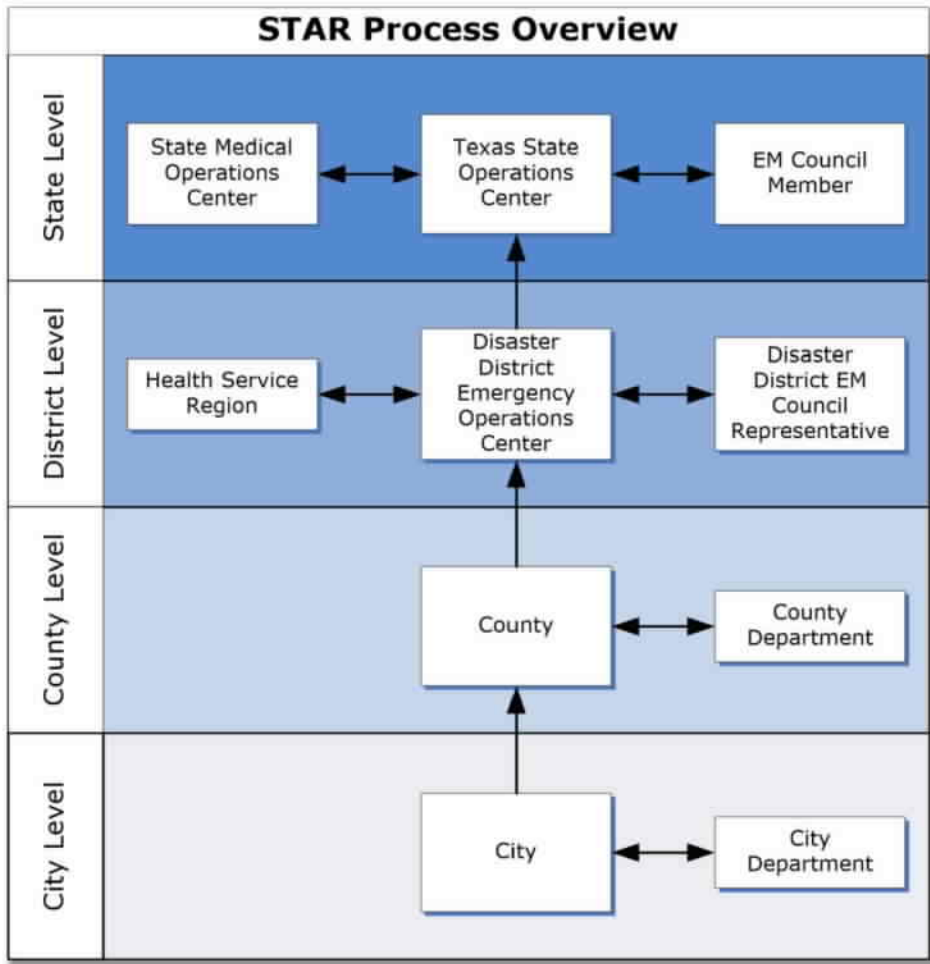 STAR Process Overview
State Level
State Medical
Operations
Center
Texas State
Operations
Center
EM Council
Member
District Level
Health Service
Region
Disaster
District
Emergency
Operations
Center
Disaster
District EM
Council
Representative
County Level
County
County
Department
City Level
City
City
Department